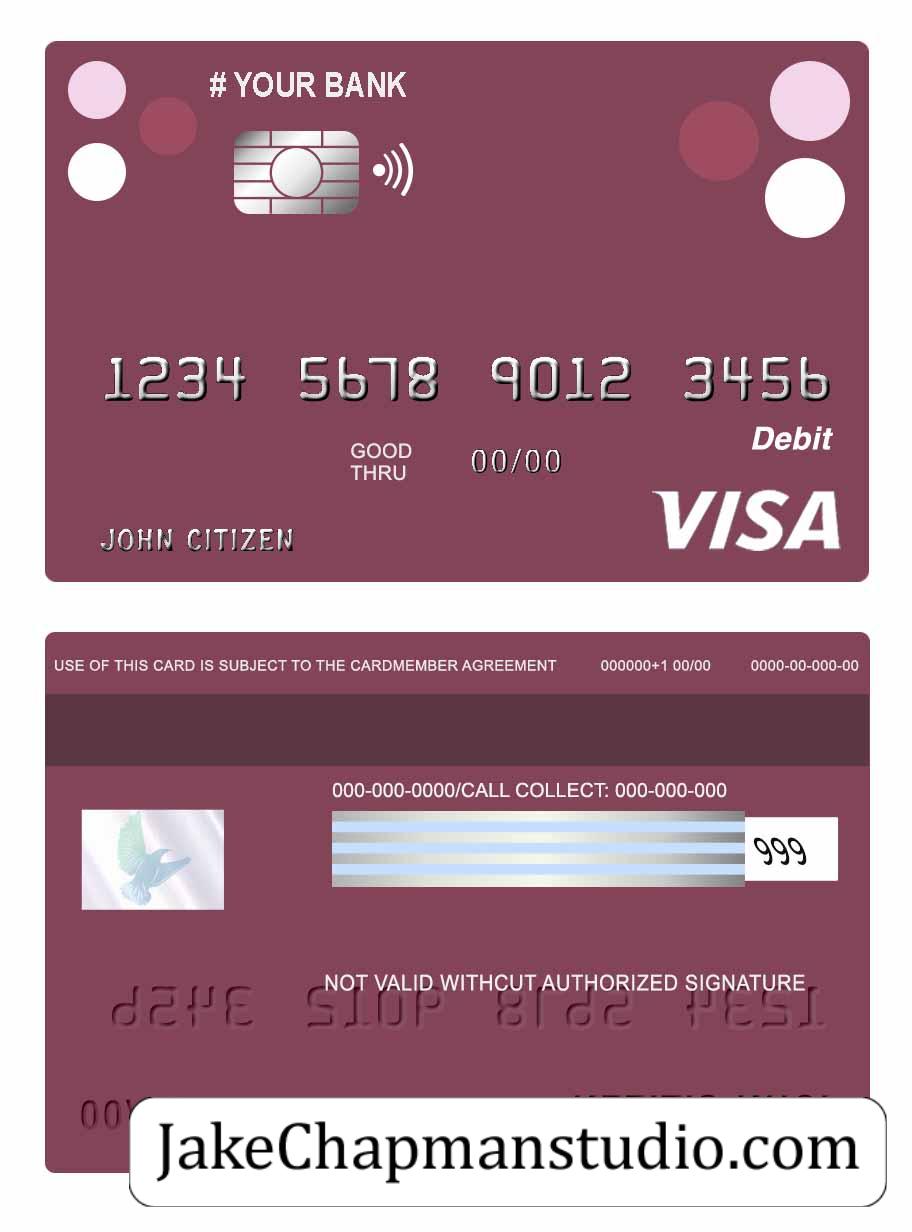 # YOUR BANK
1234 5678 9012 3456
Debit
GOOD
THRU
00/00
VISA
JOHN CITIZEN
USE OF THIS CARD IS SUBJECT TO THE CARDMEMBER AGREEMENT 000000+1 00/00 0000-00-000-00
000-000-0000/CALL COLLECT: 000-000-000
999
NOT VALID WITHCUT AUTHORIZED SIGNATURE
JakeChapmanstudio.com